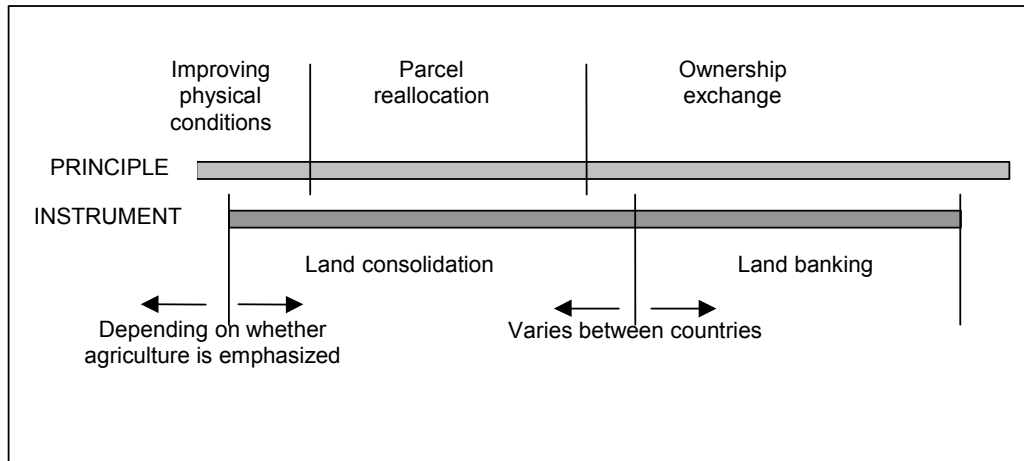 Improving
physical
conditions
Parcel
reallocation
Ownership
exchange
PRINCIPLE
INSTRUMENT
Land consolidation
Land banking
Depending on whether
agriculture is emphasized
Varies between countries